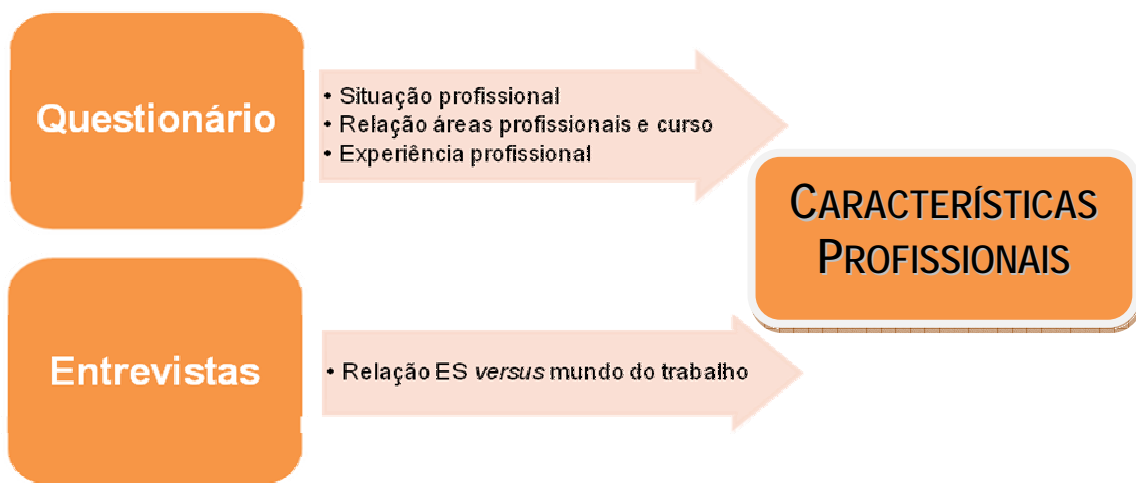 Questionário
• Situação profissional
• Relação áreas profissionais e curso
• Experiência profissional
CARACTERÍSTICAS
PROFISSIONAIS
Entrevistas
• Relação ES versus mundo do trabalho